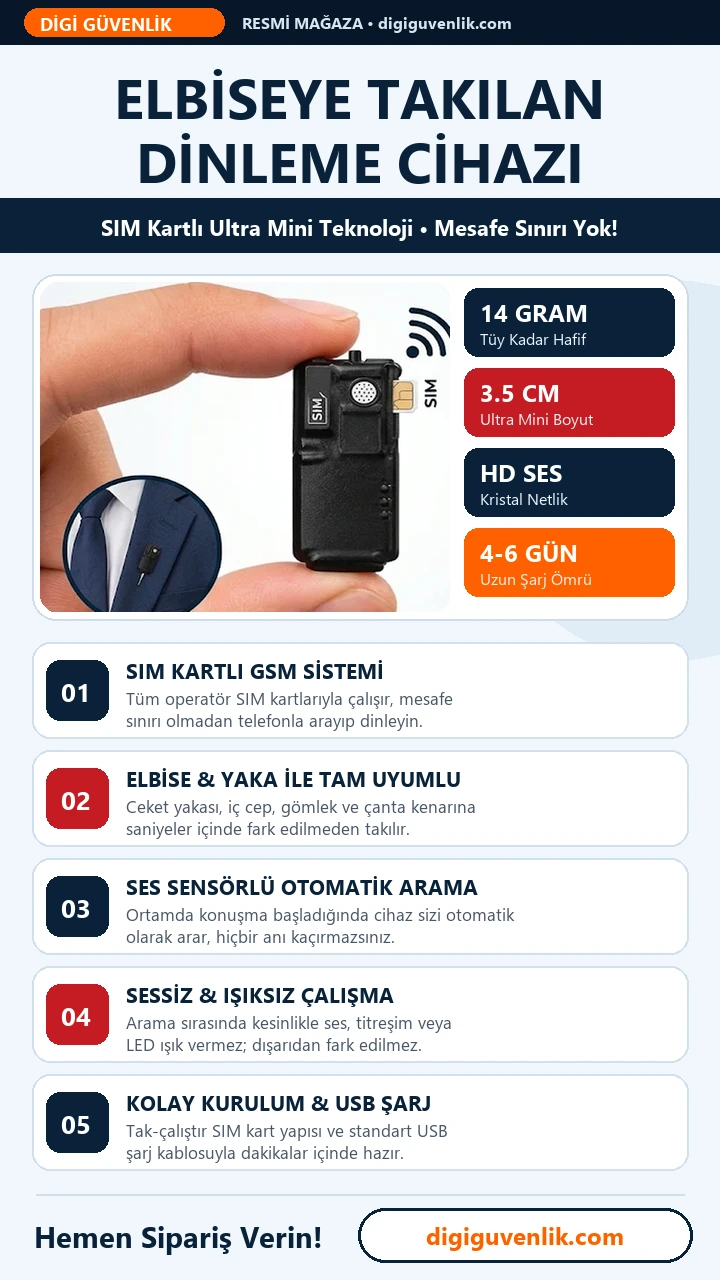 DİGİ GÜVENLİK
RESMİ MAĞAZA • digiguvenlik.com
ELBİSEYE TAKILAN
DİNLEME CİHAZI
SIM Kartlı Ultra Mini Teknoloji • Mesafe Sınırı Yok!
SIM
SIM
14 GRAM
Tüy Kadar Hafif
3.5 CM
Ultra Mini Boyut
HD SES
Kristal Netlik
4-6 GÜN
Uzun Şarj Ömrü
01
SIM KARTLI GSM SİSTEMİ
Tüm operatör SIM kartlarıyla çalışır, mesafe
sınırı olmadan telefonla arayıp dinleyin.
02
ELBİSE & YAKA İLE TAM UYUMLU
Ceket yakası, iç cep, gömlek ve çanta kenarına
saniyeler içinde fark edilmeden takılır.
03
SES SENSÖRLÜ OTOMATİK ARAMA
Ortamda konuşma başladığında cihaz sizi otomatik
olarak arar, hiçbir anı kaçırmazsınız.
04
SESSİZ & IŞIKSIZ ÇALIŞMA
Arama sırasında kesinlikle ses, titreşim veya
LED ışık vermez; dışarıdan fark edilmez.
05
KOLAY KURULUM & USB ŞARJ
Tak-çalıştır SIM kart yapısı ve standart USB
şarj kablosuyla dakikalar içinde hazır.
Hemen Sipariş Verin!
digiguvenlik.com